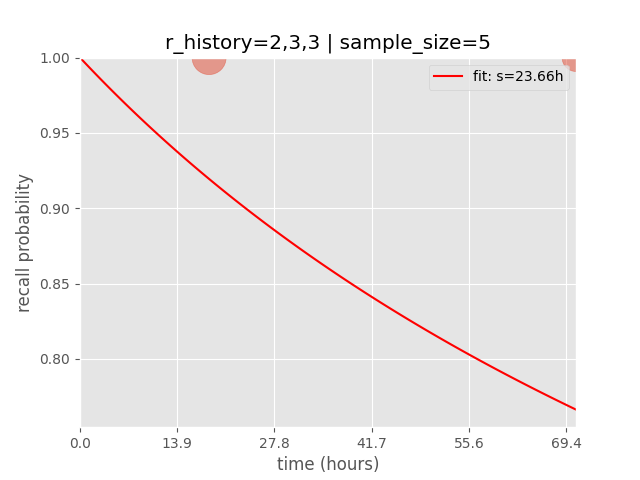 r_history=2,3,3 | sample_size=5
1.00
0.95
0.90
0.85
0.80
recall probability
fit: s=23.66h
0.0
13.9
27.8
41.7
55.6
69.4
time (hours)